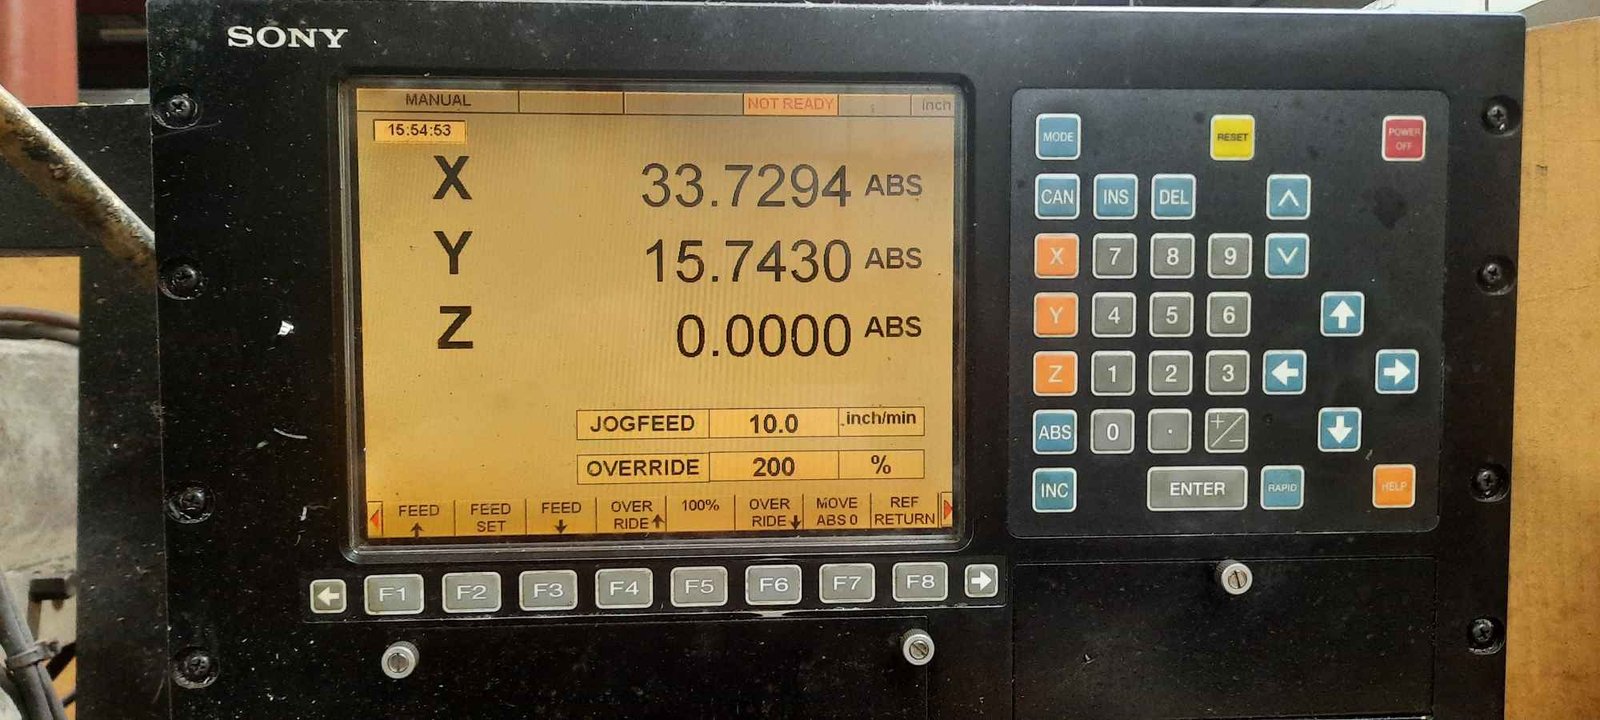 SONY
MANUAL NOT READY inch
15:54:53
X 33.7294 ABS
Y 15.7430 ABS
Z 0.0000 ABS
JOGFEED 10.0 inch/min
OVERRIDE 200 %
FEED FEED FEED OVER 100% OVER MOVE REF
↑ SET ↓ RIDE↑ RIDE↓ ABS 0 RETURN
← F1 F2 F3 F4 F5 F6 F7 F8 →
MODE RESET POWER OFF
CAN INS DEL
X 7 8 9
Y 4 5 6 ↑
Z 1 2 3 ← →
ABS 0 . +/- ↓
INC ENTER RAPID HELP